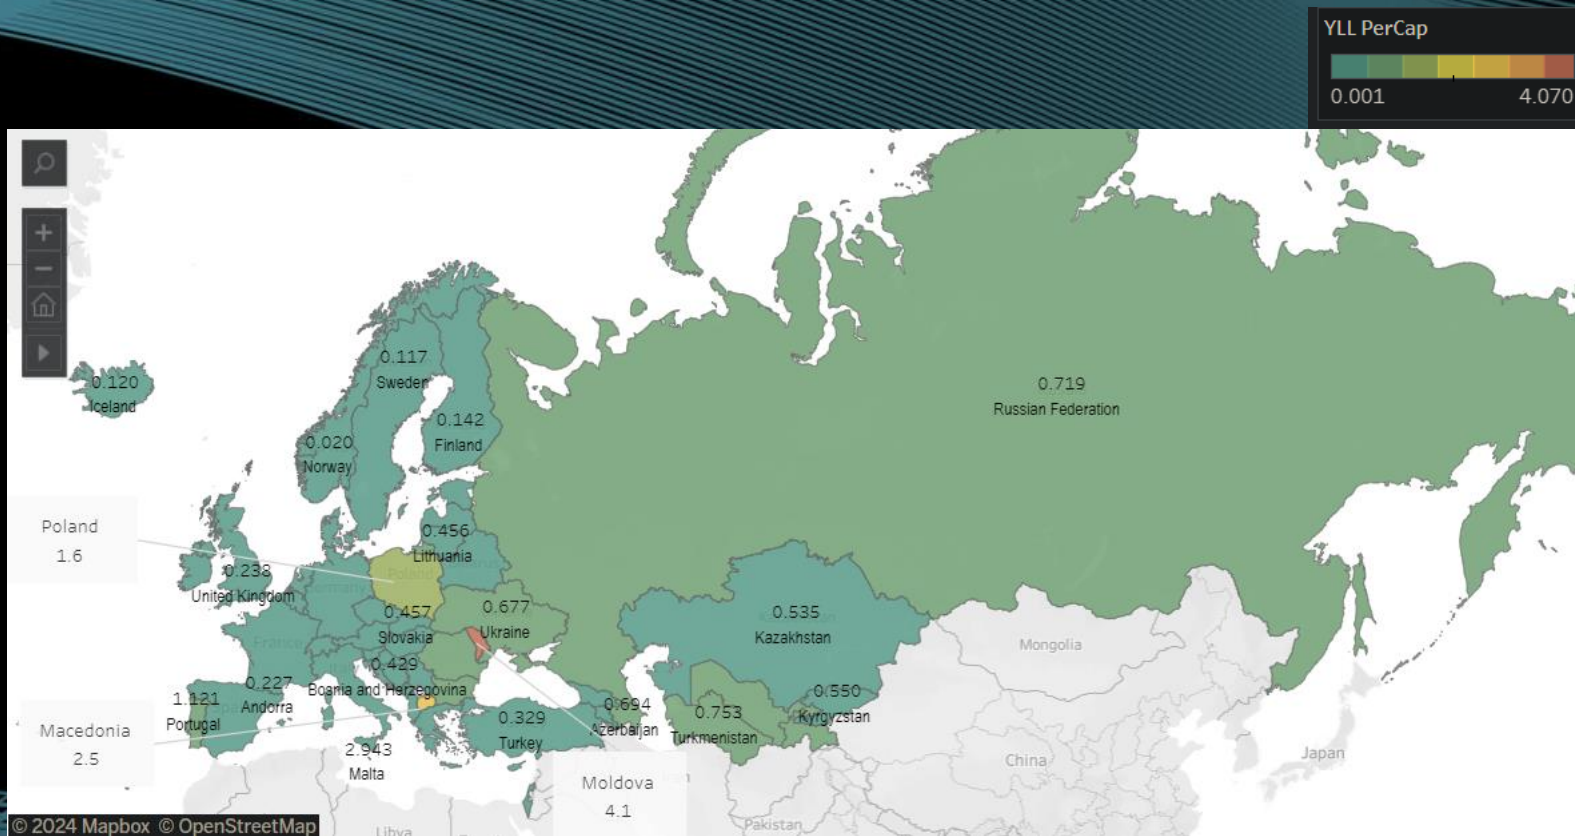 YLL PerCap
0.001
4.070
0.117
Sweden
0.120
Iceland
0.719
Russian Federation
0.142
Finland
0.020
Norway
Poland
1.6
0.456
Lithuania
0.238
United Kingdom
Germany
Poland
0.457
Slovakia
0.677
Ukraine
0.535
Kazakhstan
Mongolia
France
Italy
0.429
Bosnia and Herzegovina
0.227
Andorra
1.121
Portugal
0.694
Azerbaijan
0.753
Turkmenistan
0.550
Kyrgyzstan
0.329
Turkey
Macedonia
2.5
2.943
Malta
Moldova
4.1
China
Japan
Pakistan
Libya
© 2024 Mapbox © OpenStreetMap